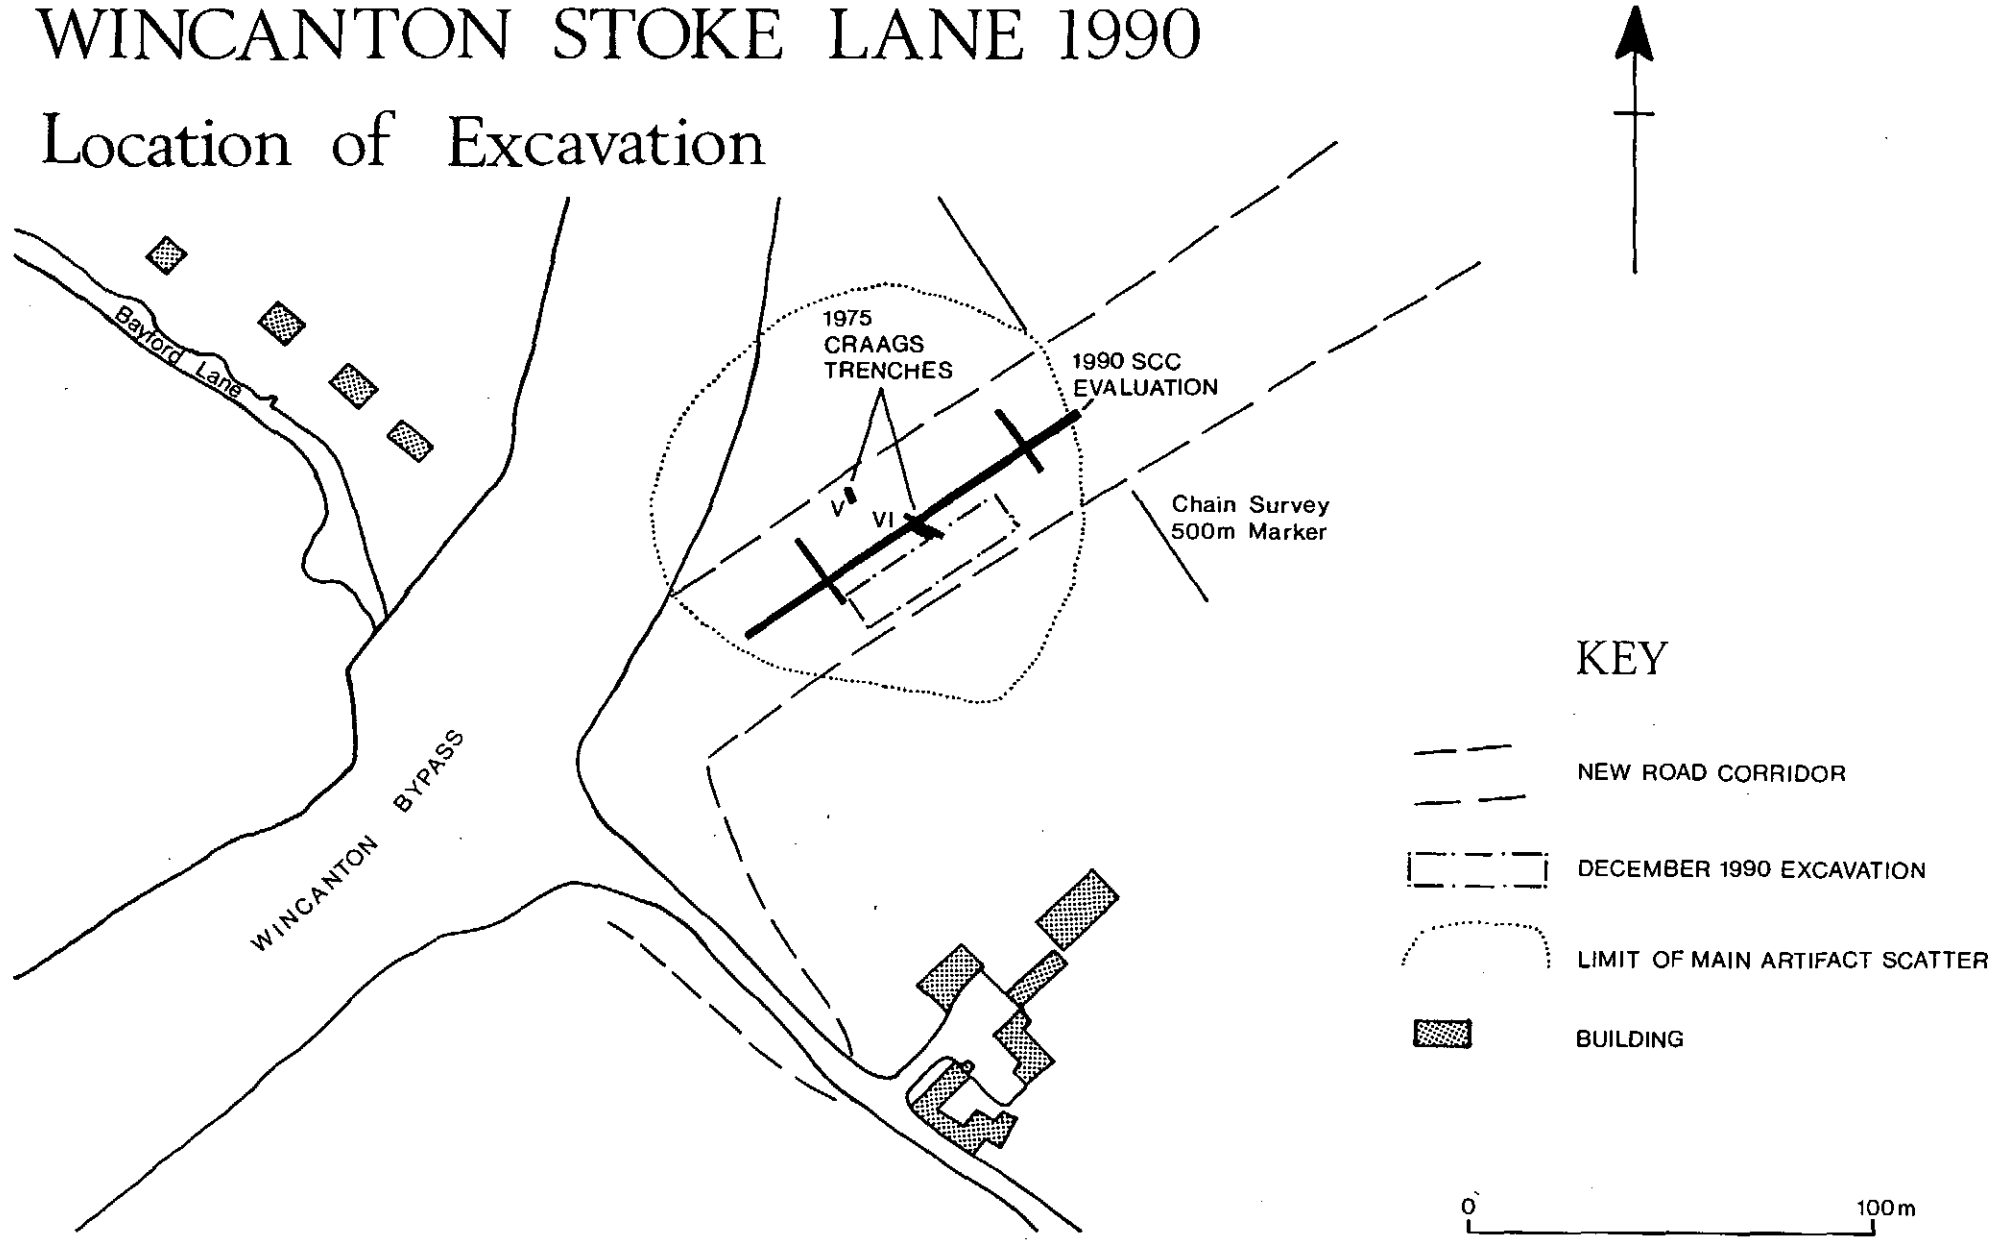 WINCANTON STOKE LANE 1990
Location of Excavation
Bayford Lane
1975
CRAAGS
TRENCHES
1990 SCC
EVALUATION
V
VI
Chain Survey
500m Marker
WINCANTON BYPASS
KEY
NEW ROAD CORRIDOR
DECEMBER 1990 EXCAVATION
LIMIT OF MAIN ARTIFACT SCATTER
BUILDING
0 100m